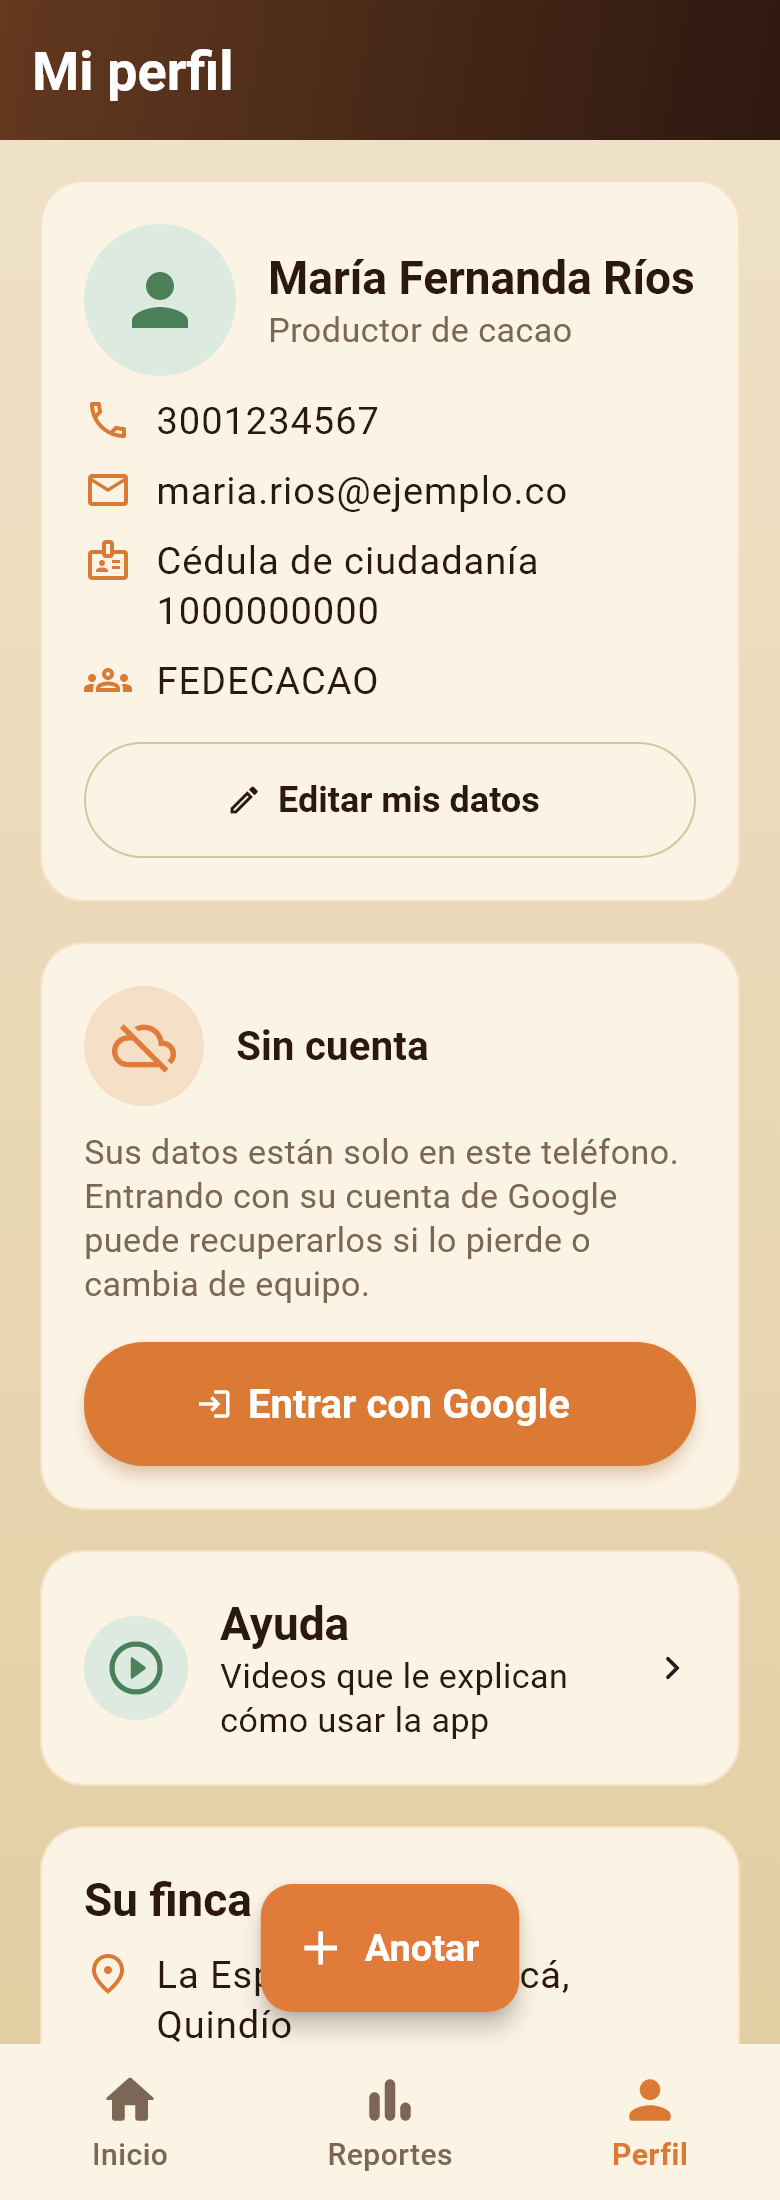 Mi perfil
María Fernanda Ríos
Productor de cacao
3001234567
maria.rios@ejemplo.co
Cédula de ciudadanía
1000000000
FEDECACAO
Editar mis datos
Sin cuenta
Sus datos están solo en este teléfono.
Entrando con su cuenta de Google
puede recuperarlos si lo pierde o
cambia de equipo.
Entrar con Google
Ayuda
Videos que le explican
cómo usar la app
Su finca
Anotar
La
Quindío
Inicio
Reportes
Perfil